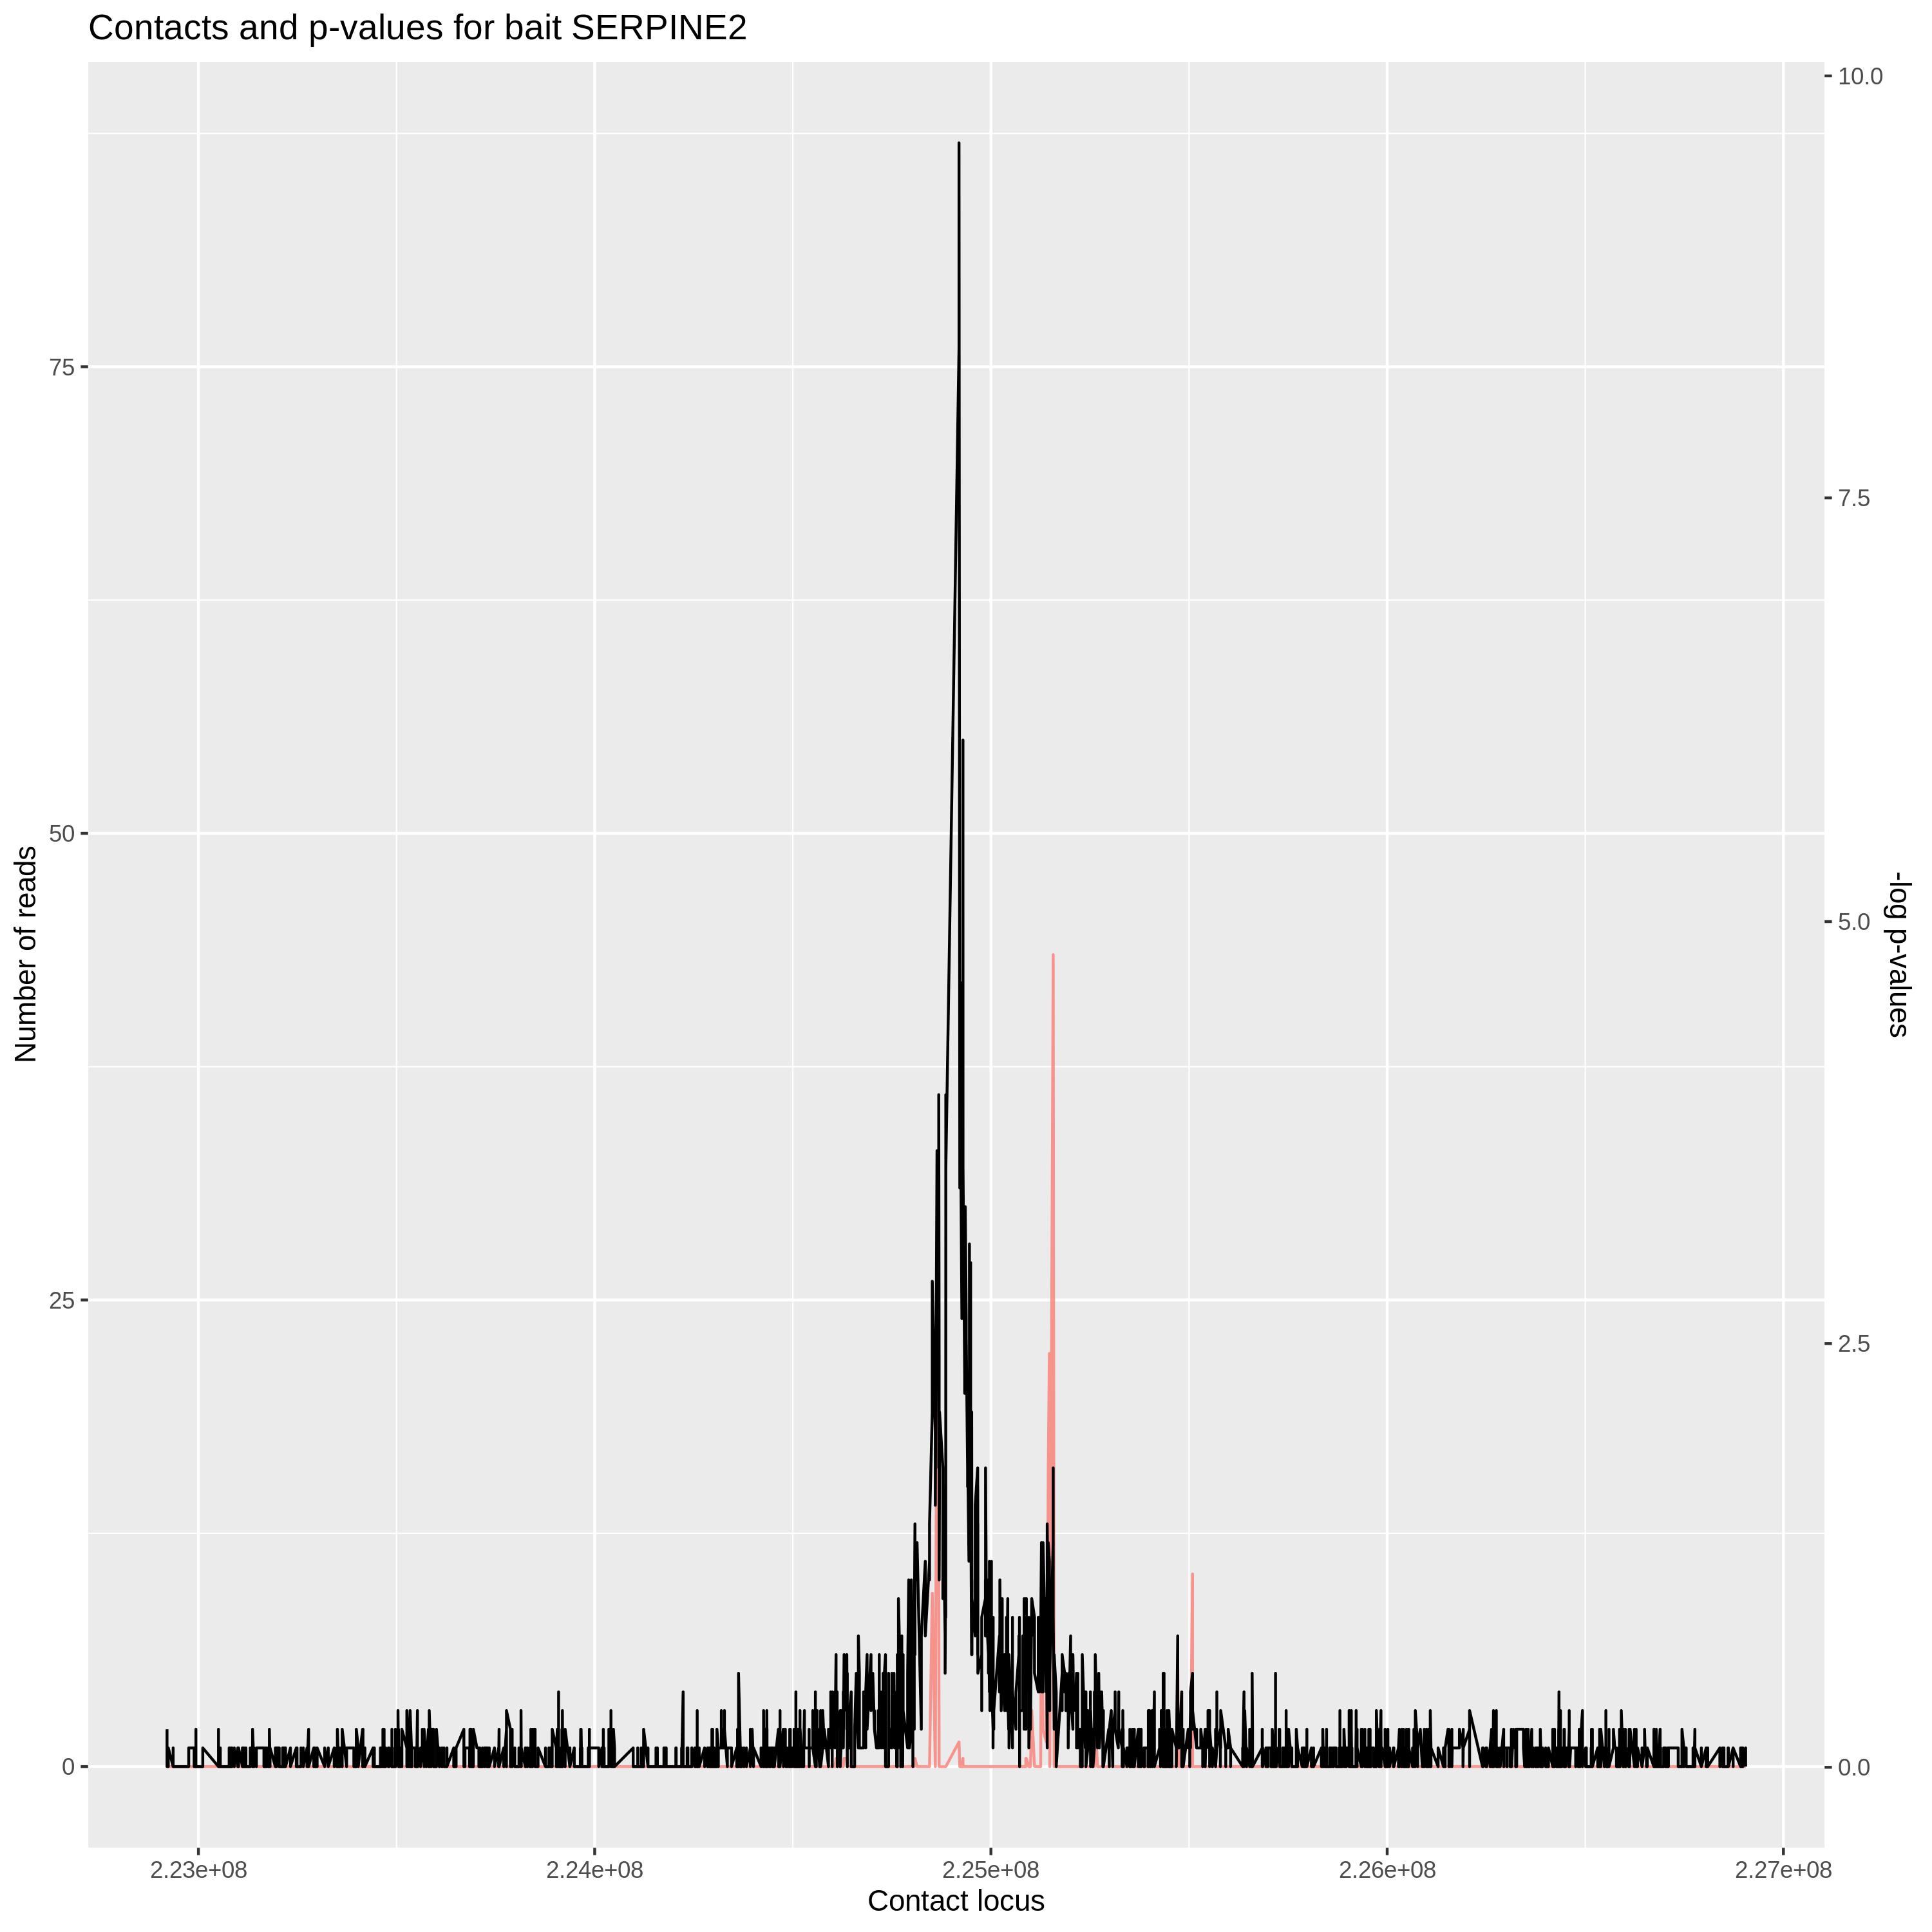 Contacts and p-values for bait SERPINE2
10.0
75
7.5
50
5.0
Number of reads
-log p-values
25
2.5
0
0.0
2.23e+08
2.24e+08
2.25e+08
2.26e+08
2.27e+08
Contact locus